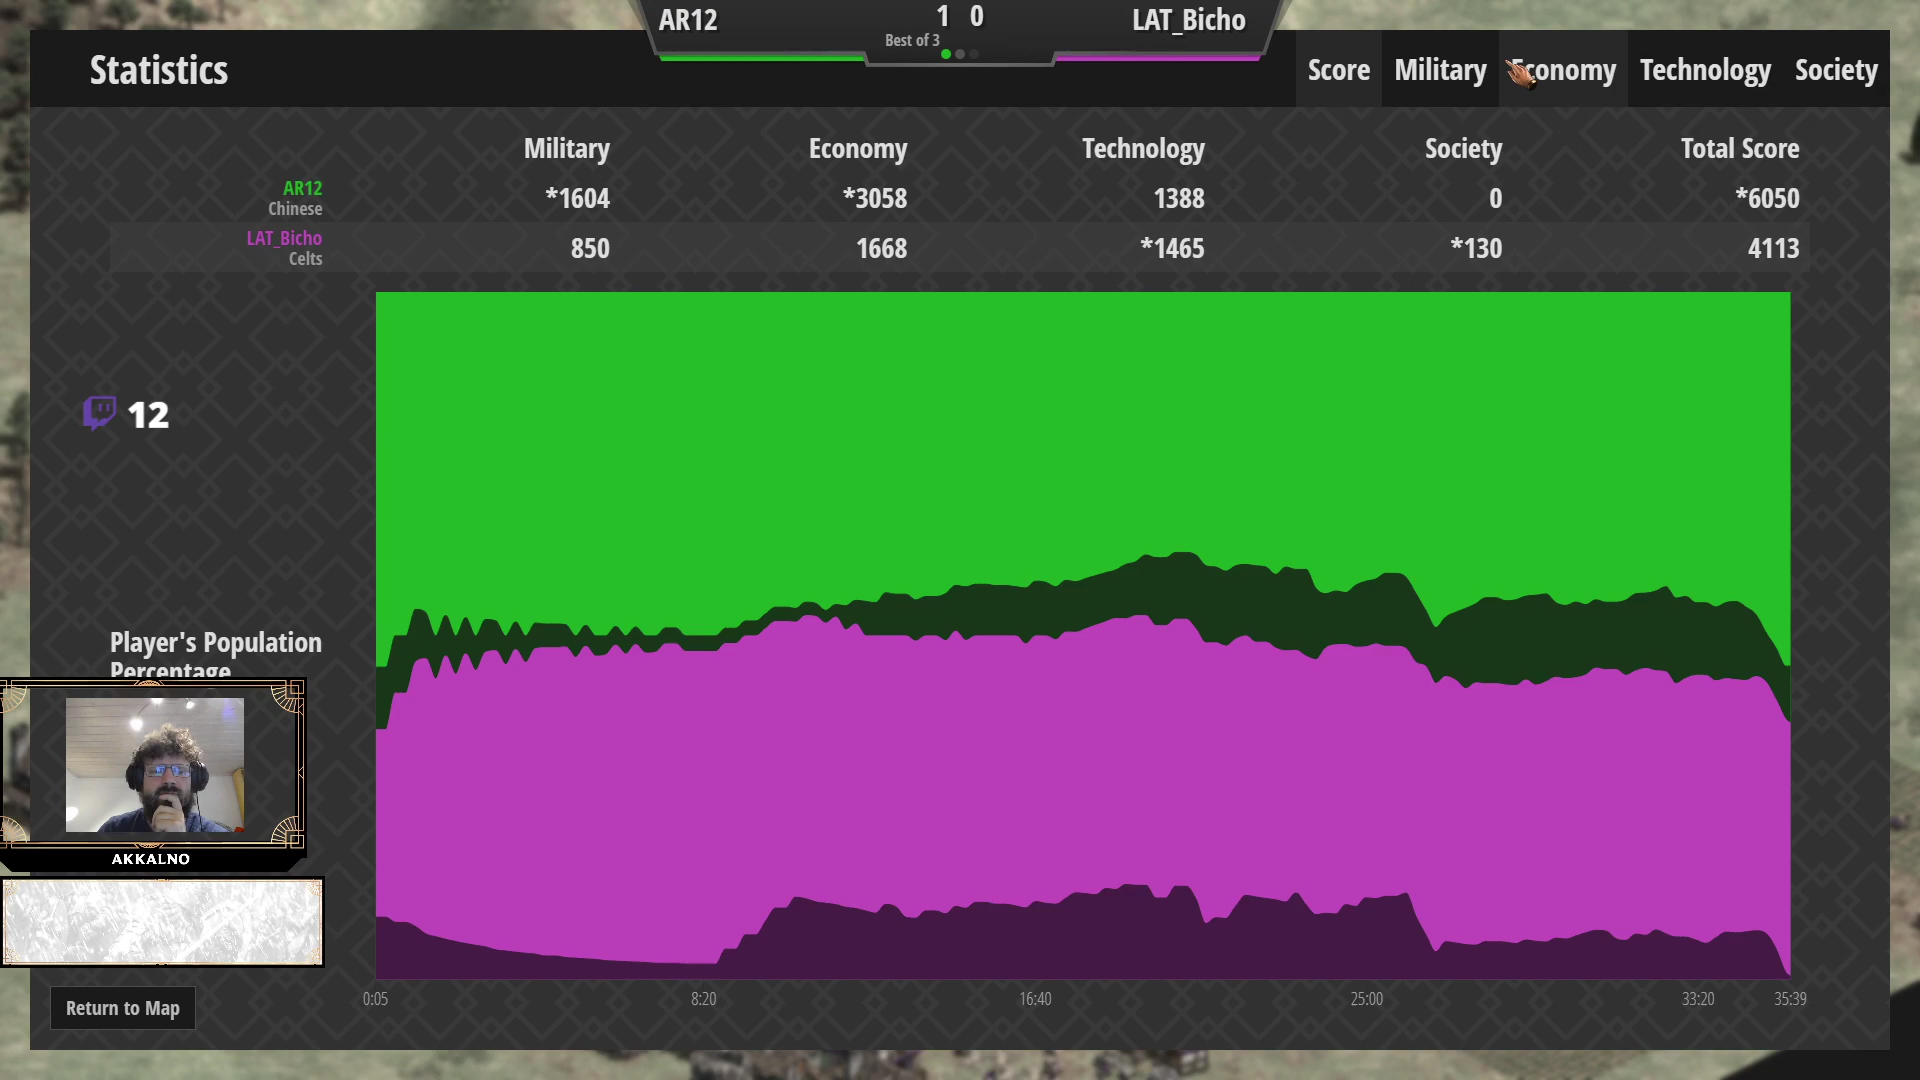 AR12 1 0 LAT_Bicho
Best of 3
Statistics
Score Military Economy Technology Society
Military Economy Technology Society Total Score
AR12 *1604 *3058 1388 0 *6050
Chinese
LAT_Bicho 850 1668 *1465 *130 4113
Celts
12
Player's Population
Percentage
AKKALNO
Return to Map
0:05 8:20 16:40 25:00 33:20 35:39